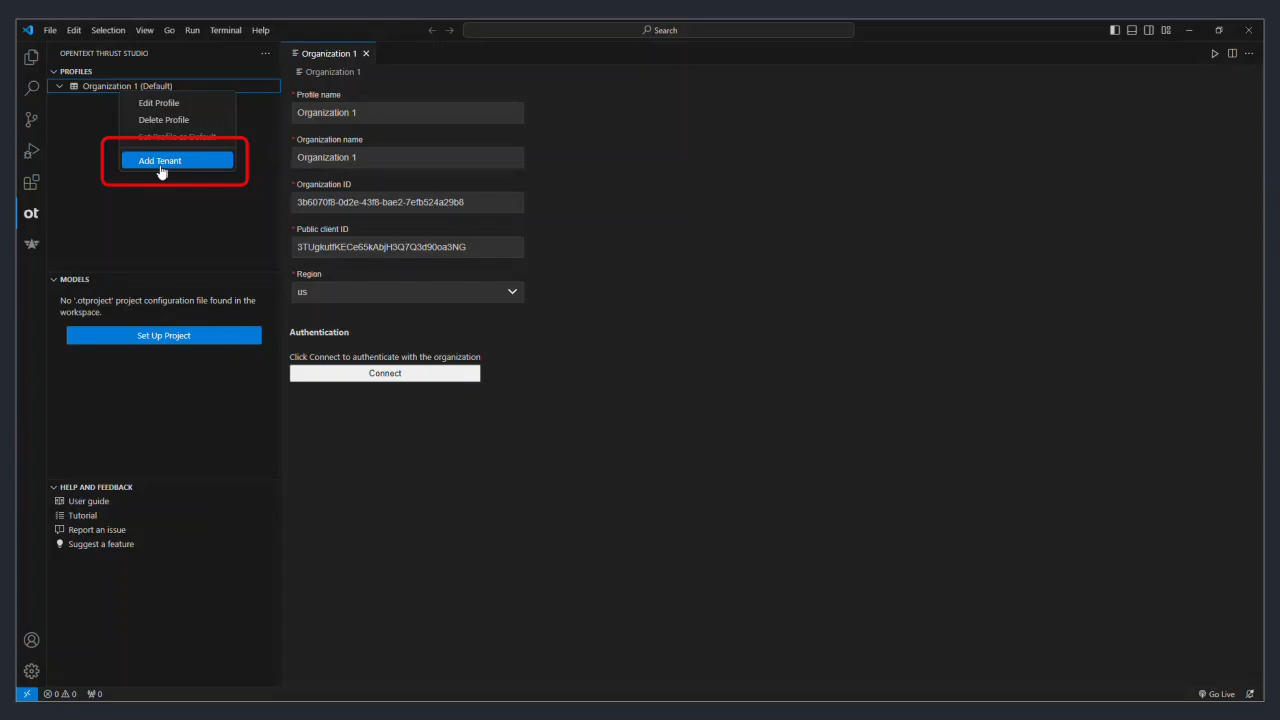 File Edit Selection View Go Run Terminal Help
Search
OPENTEXT THRUST STUDIO
PROFILES
Organization 1 (Default)
Edit Profile
Delete Profile
Set Profile as Default
Add Tenant
ot
MODELS
No '.otproject' project configuration file found in the
workspace.
Set Up Project
HELP AND FEEDBACK
User guide
Tutorial
Report an issue
Suggest a feature
Organization 1
Organization 1
* Profile name
Organization 1
* Organization name
Organization 1
* Organization ID
3b6070f8-0d2e-43f8-bae2-7efb524a29b8
* Public client ID
3TUgkutfKECe65kAbjH3Q7Q3d90oa3NG
* Region
us
Authentication
Click Connect to authenticate with the organization
Connect
0 0 0
Go Live